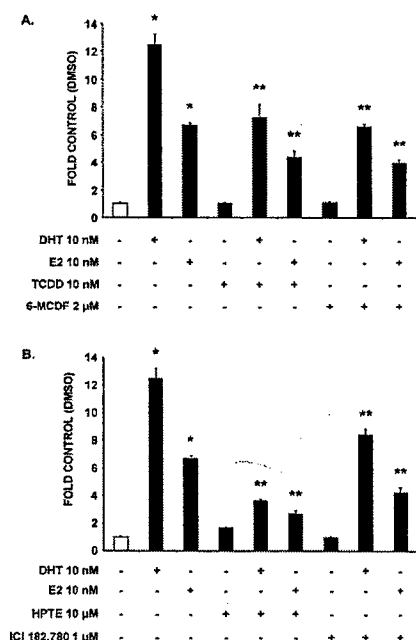 A.
FOLD CONTROL (DMSO)
14
12
10
8
6
4
2
0
* * ** ** ** **
DHT 10 nM - + - - + - - + -
E2 10 nM - - + - - + - - +
TCDD 10 nM - - - + + + - - -
6-MCDF 2 µM - - - - - - + + +
B.
FOLD CONTROL (DMSO)
14
12
10
8
6
4
2
0
* * ** ** ** **
DHT 10 nM - + - - + - - + -
E2 10 nM - - + - - + - - +
HPTE 10 µM - - - + + + - - -
ICI 182,780 1 µM - - - - - - + + +